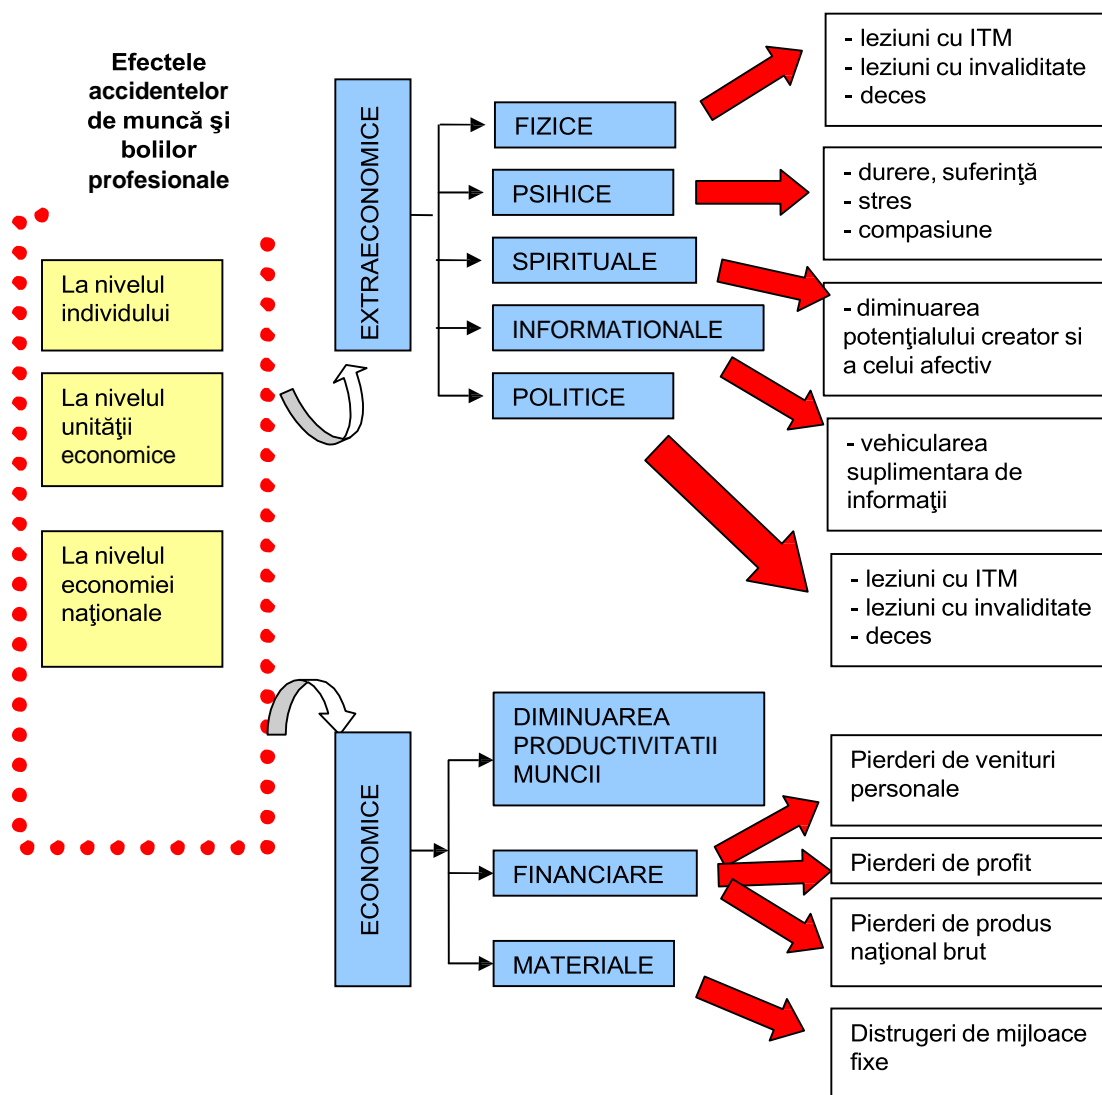 Efectele
accidentelor
de muncă şi
bolilor
profesionale
La nivelul
individului
La nivelul
unităţii
economice
La nivelul
economiei
naţionale
EXTRAECONOMICE
FIZICE
PSIHICE
SPIRITUALE
INFORMATIONALE
POLITICE
- leziuni cu ITM
- leziuni cu invaliditate
- deces
- durere, suferinţă
- stres
- compasiune
- diminuarea
potenţialului creator si
a celui afectiv
- vehicularea
suplimentara de
informaţii
- leziuni cu ITM
- leziuni cu invaliditate
- deces
ECONOMICE
DIMINUAREA
PRODUCTIVITATII
MUNCII
FINANCIARE
MATERIALE
Pierderi de venituri
personale
Pierderi de profit
Pierderi de produs
naţional brut
Distrugeri de mijloace
fixe